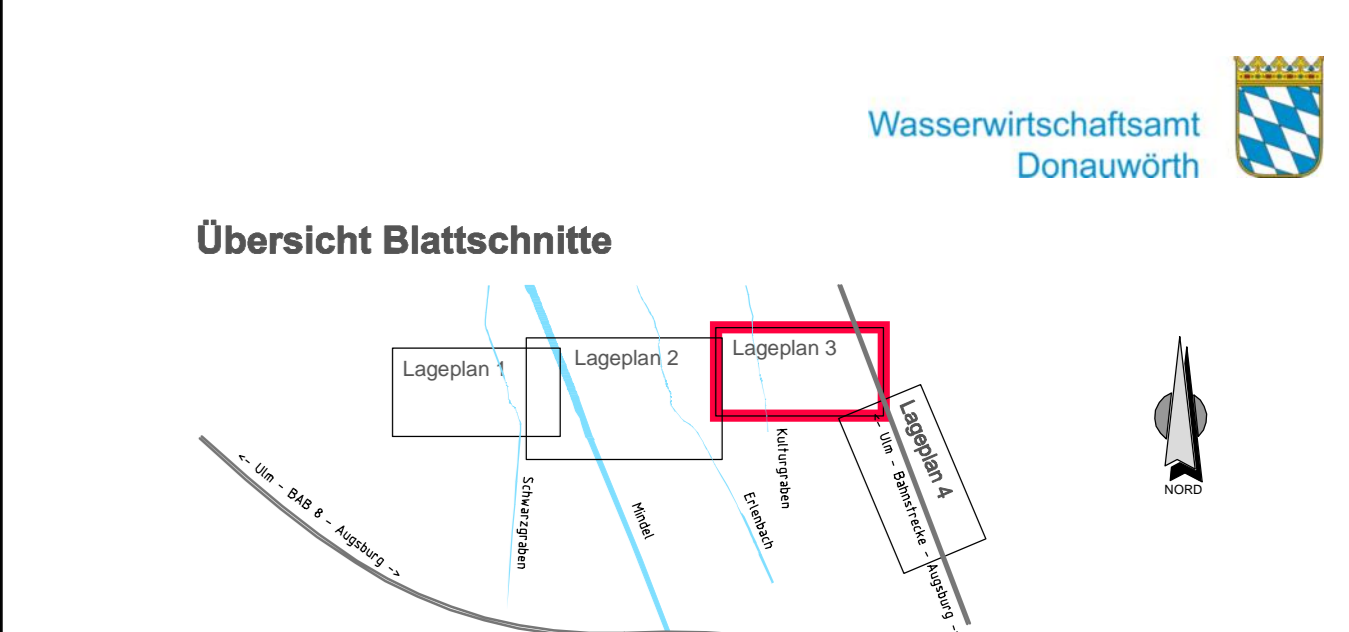 Wasserwirtschaftsamt
Donauwörth
Übersicht Blattschnitte
Lageplan 1
Lageplan 2
Lageplan 3
Lageplan 4
<- Ulm - BAB 8 - Augsburg ->
Schwarzgraben
Mindel
Erlenbach
Kulturgraben
<- Ulm - Bahnstrecke - Augsburg ->
NORD